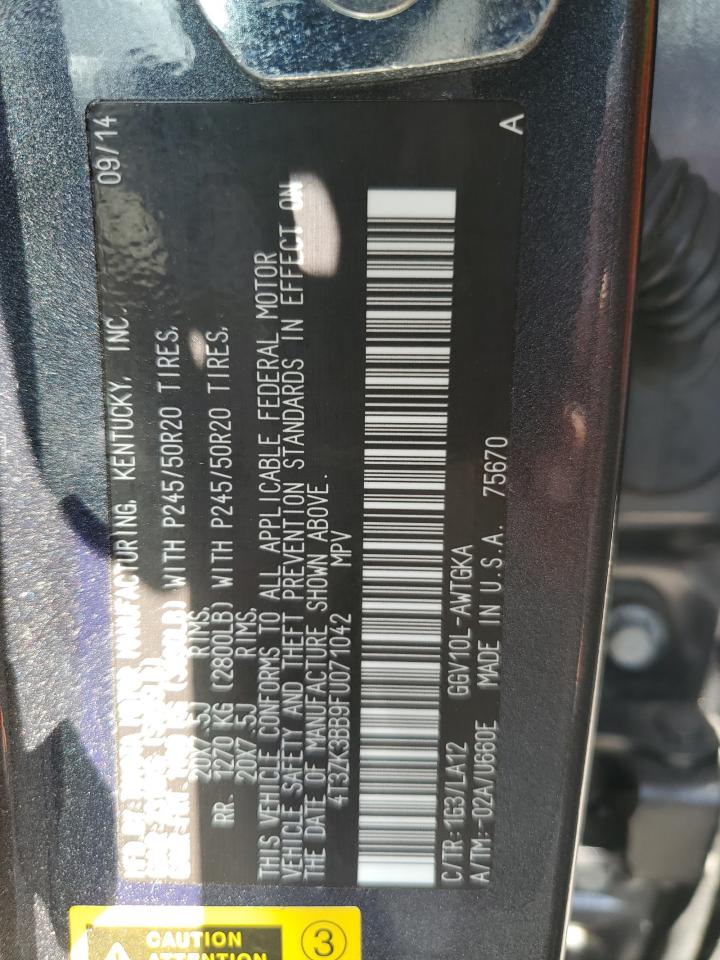 09/14
MANUFACTURING, KENTUCKY, INC.
WITH P245/50R20 TIRES,
20X7.5J RIMS,
RR. 1270 KG (2800LB) WITH P245/50R20 TIRES,
20X7.5J RIMS,
THIS VEHICLE CONFORMS TO ALL APPLICABLE FEDERAL MOTOR
VEHICLE SAFETY AND THEFT PREVENTION STANDARDS IN EFFECT ON
THE DATE OF MANUFACTURE SHOWN ABOVE.
4T3ZK3BB9FU071042 MPV
C/TR:1G3/LA12 GGV10L-AWTGKA
A/TM:-02A/U660E MADE IN U.S.A. 75670
A
CAUTION
ATTENTION
3